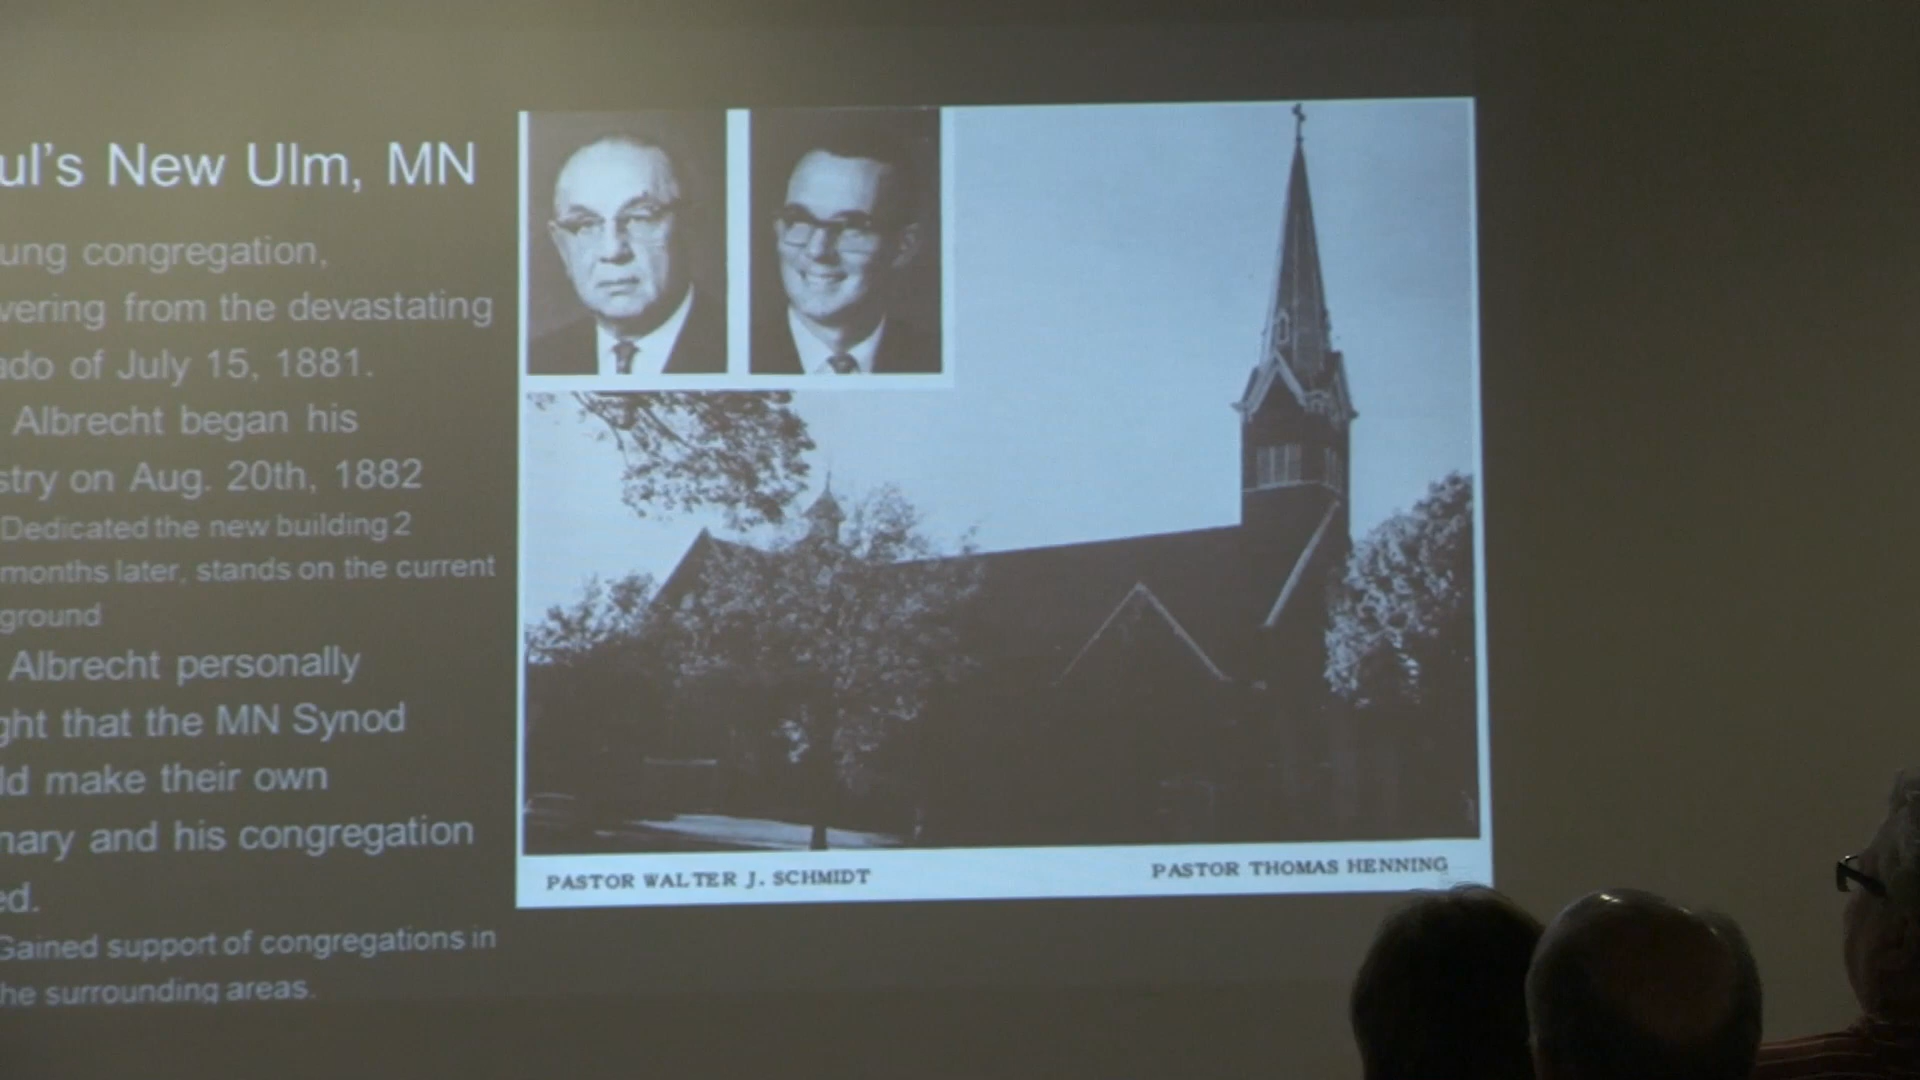 ul's New Ulm, MN
ung congregation,
vering from the devastating
ado of July 15, 1881.
Albrecht began his
stry on Aug. 20th, 1882
Dedicated the new building 2
months later, stands on the current
ground
Albrecht personally
ght that the MN Synod
ld make their own
nary and his congregation
ed.
Gained support of congregations in
he surrounding areas.
PASTOR WALTER J. SCHMIDT
PASTOR THOMAS HENNING